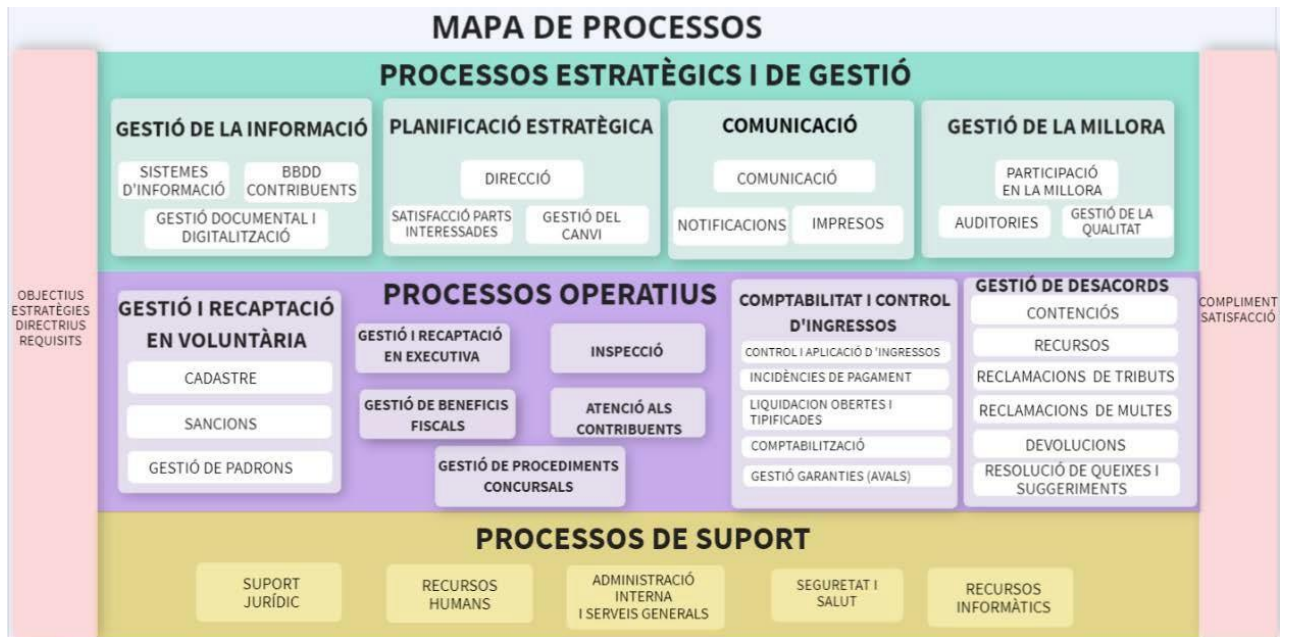 MAPA DE PROCESSOS
PROCESSOS ESTRATÈGICS I DE GESTIÓ
GESTIÓ DE LA INFORMACIÓ
SISTEMES
D'INFORMACIÓ
BBDD
CONTRIBUENTS
GESTIÓ DOCUMENTAL I
DIGITALITZACIÓ
PLANIFICACIÓ ESTRATÈGICA
DIRECCIÓ
SATISFACCIÓ PARTS
INTERESSADES
GESTIÓ DEL
CANVI
COMUNICACIÓ
COMUNICACIÓ
NOTIFICACIONS
IMPRESOS
GESTIÓ DE LA MILLORA
PARTICIPACIÓ
EN LA MILLORA
AUDITORIES
GESTIÓ DE LA
QUALITAT
OBJECTIUS
ESTRATÈGIES
DIRECTRIUS
REQUISITS
PROCESSOS OPERATIUS
GESTIÓ I RECAPTACIÓ
EN VOLUNTÀRIA
CADASTRE
SANCIONS
GESTIÓ DE PADRONS
GESTIÓ I RECAPTACIÓ
EN EXECUTIVA
INSPECCIÓ
GESTIÓ DE BENEFICIS
FISCALS
ATENCIÓ ALS
CONTRIBUENTS
GESTIÓ DE PROCEDIMENTS
CONCURSALS
COMPTABILITAT I CONTROL
D'INGRESSOS
CONTROL I APLICACIÓ D 'INGRESSOS
INCIDÈNCIES DE PAGAMENT
LIQUIDACION OBERTES I
TIPIFICADES
COMPTABILITZACIÓ
GESTIÓ GARANTIES (AVALS)
GESTIÓ DE DESACORDS
CONTENCIÓS
RECURSOS
RECLAMACIONS DE TRIBUTS
RECLAMACIONS DE MULTES
DEVOLUCIONS
RESOLUCIÓ DE QUEIXES I
SUGGERIMENTS
COMPLIMENT
SATISFACCIÓ
PROCESSOS DE SUPORT
SUPORT
JURÍDIC
RECURSOS
HUMANS
ADMINISTRACIÓ
INTERNA
I SERVEIS GENERALS
SEGURETAT I
SALUT
RECURSOS
INFORMÀTICS